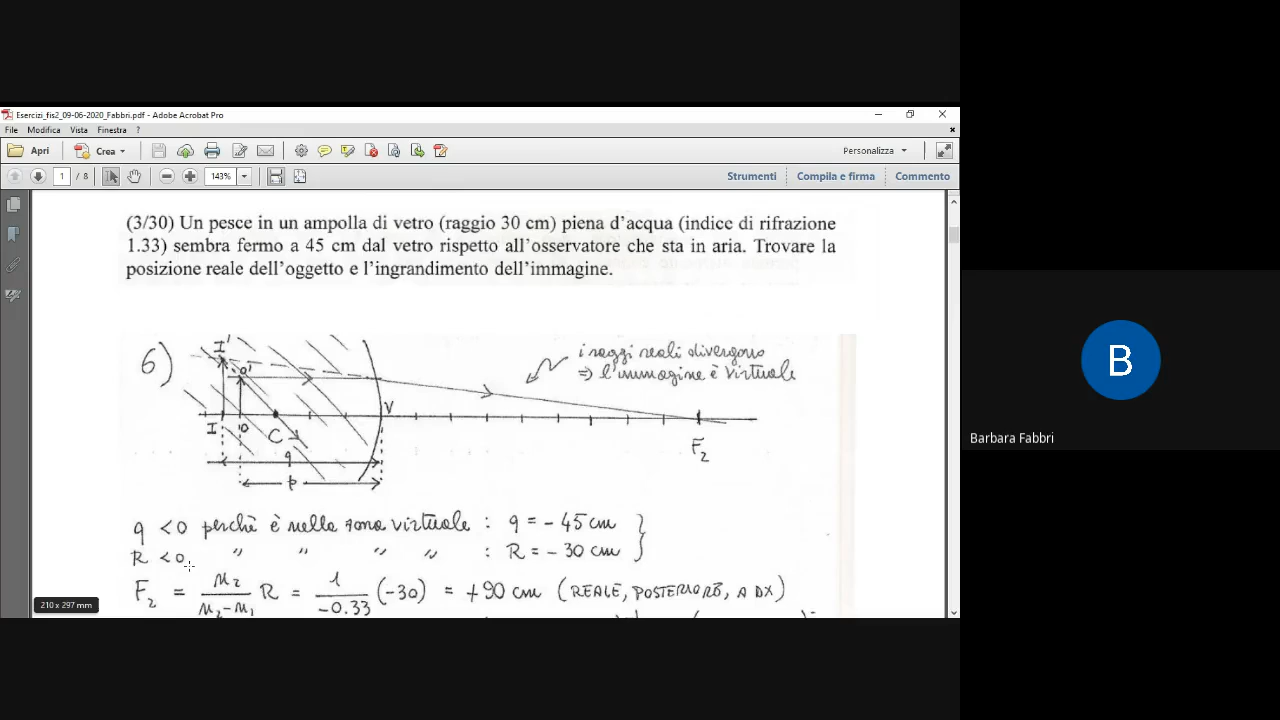 Esercizi_fis2_09-06-2020_Fabbri.pdf - Adobe Acrobat Pro
File Modifica Vista Finestra ?
Apri Crea Personalizza
1 / 8 143% Strumenti Compila e firma Commento
(3/30) Un pesce in un ampolla di vetro (raggio 30 cm) piena d'acqua (indice di rifrazione
1.33) sembra fermo a 45 cm dal vetro rispetto all'osservatore che sta in aria. Trovare la
posizione reale dell'oggetto e l'ingrandimento dell'immagine.
6)
I' O'
i raggi reali divergono
⇒ l'immagine è virtuale
I O C V
F₂
q
p
q < 0 perchè è nella zona virtuale : q = - 45 cm
R < 0 " " " " : R = - 30 cm
F₂ = n₂/(n₂-n₁) R = 1/-0.33 (-30) = +90 cm (REALE, POSTERIORE, A DX)
210 x 297 mm
B
Barbara Fabbri